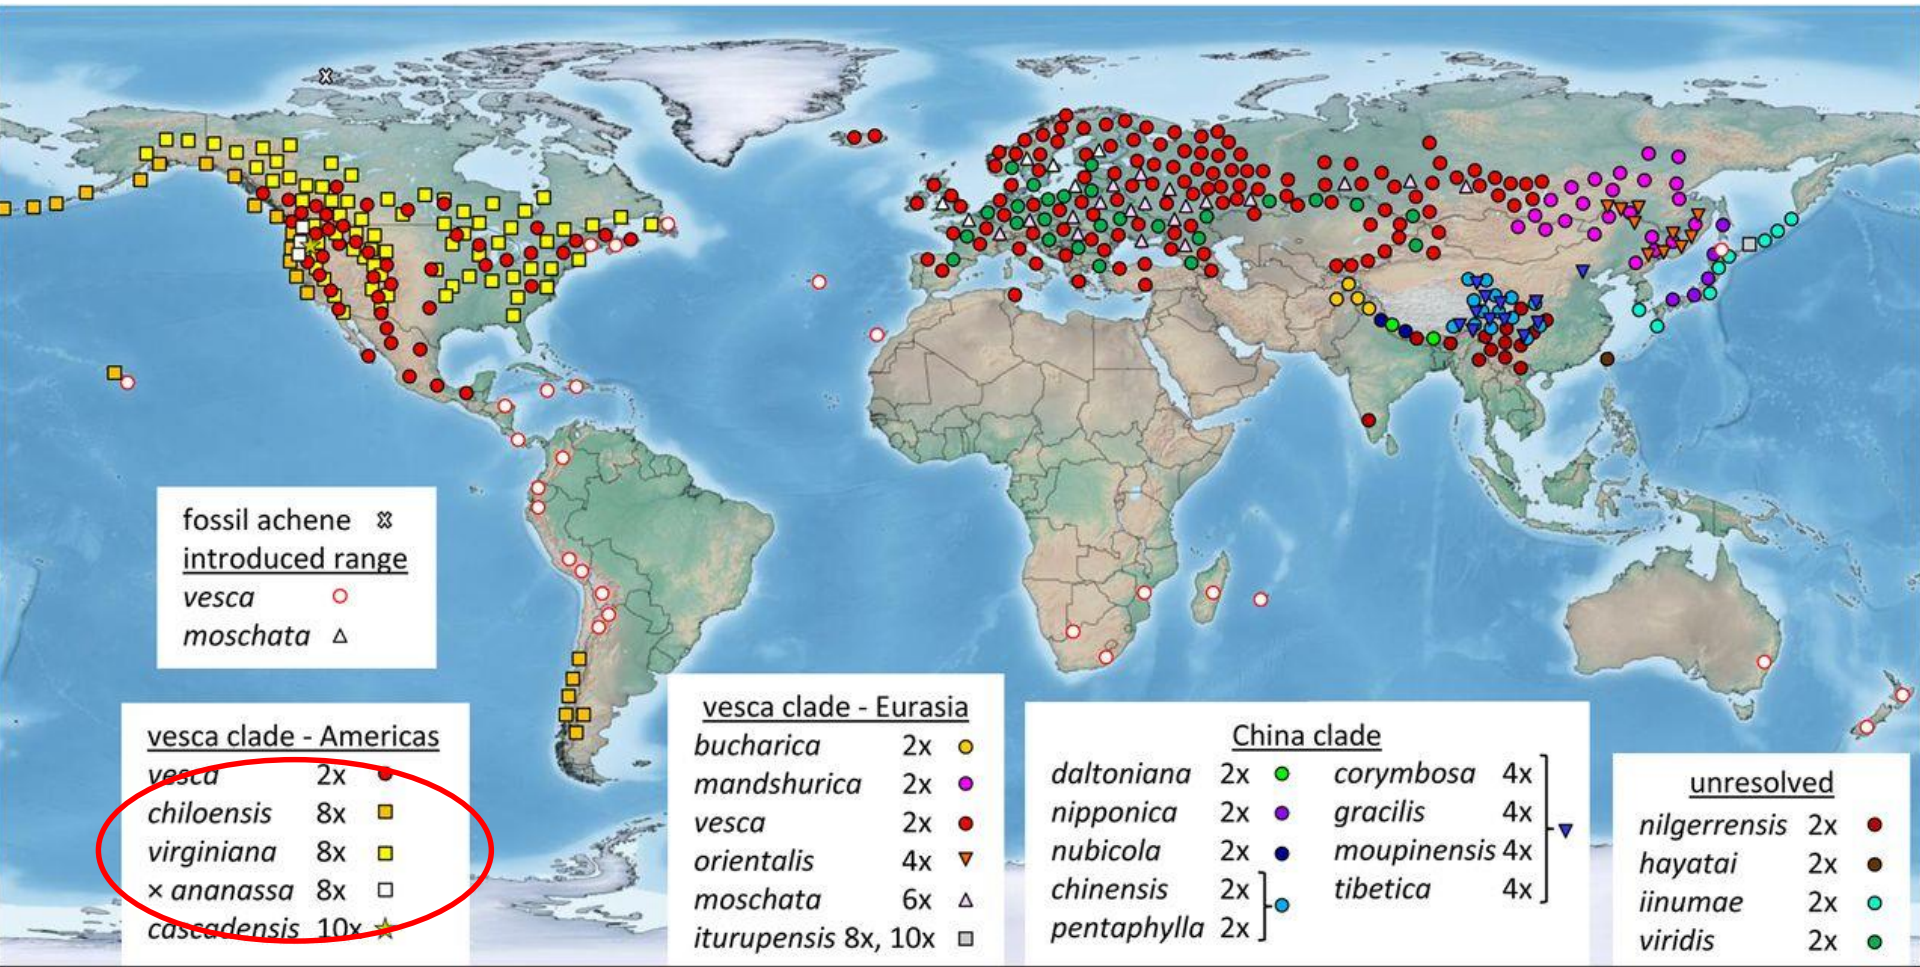 fossil achene
introduced range
vesca
moschata
vesca clade - Americas
vesca 2x
chiloensis 8x
virginiana 8x
× ananassa 8x
cascadensis 10x
vesca clade - Eurasia
bucharica 2x
mandshurica 2x
vesca 2x
orientalis 4x
moschata 6x
iturupensis 8x, 10x
China clade
daltoniana 2x corymbosa 4x
nipponica 2x gracilis 4x
nubicola 2x moupinensis 4x
chinensis 2x tibetica 4x
pentaphylla 2x
unresolved
nilgerrensis 2x
hayatai 2x
iinumae 2x
viridis 2x